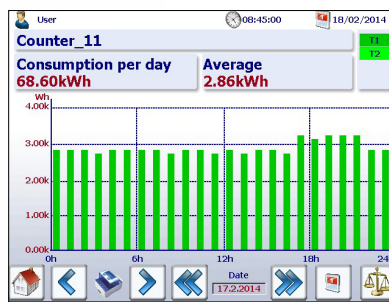 User 08:45:00 18/02/2014
Counter_11 T1
T2
Consumption per day Average
68.60kWh 2.86kWh
Wh
4.00k
3.00k
2.00k
1.00k
0.00k
0h 6h 12h 18h 24
Date
17.2.2014